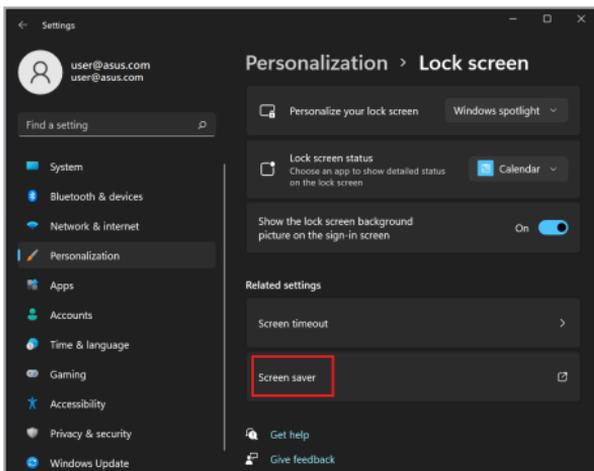 Settings
user@asus.com
user@asus.com
Find a setting
System
Bluetooth & devices
Network & internet
Personalization
Apps
Accounts
Time & language
Gaming
Accessibility
Privacy & security
Windows Update
Personalization > Lock screen
Personalize your lock screen
Windows spotlight
Lock screen status
Choose an app to show detailed status
on the lock screen
Calendar
Show the lock screen background
picture on the sign-in screen
On
Related settings
Screen timeout
Screen saver
Get help
Give feedback